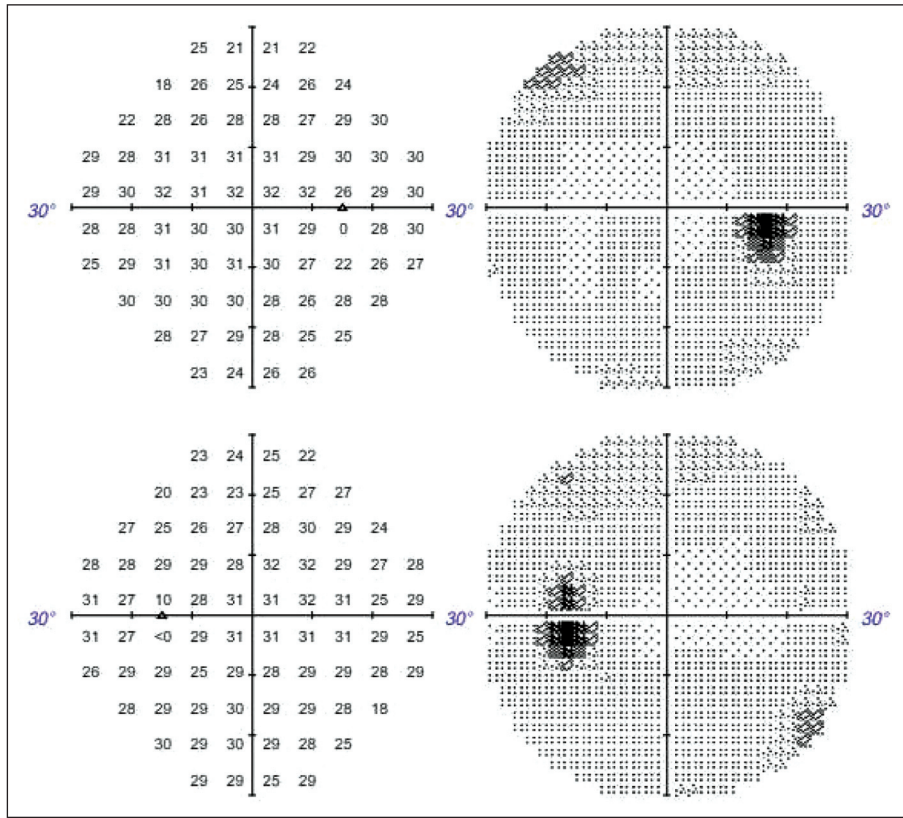 25 21 21 22
18 26 25 24 26 24
22 28 26 28 28 27 29 30
29 28 31 31 31 31 29 30 30 30
29 30 32 31 32 32 32 26 29 30
30° 30° 30°
28 28 31 30 30 31 29 0 28 30
25 29 31 30 31 30 27 22 26 27
30 30 30 30 28 26 28 28
28 27 29 28 25 25
23 24 26 26
23 24 25 22
20 23 23 25 27 27
27 25 26 27 28 30 29 24
28 28 29 29 28 32 32 29 27 28
31 27 10 28 31 31 32 31 25 29
30° 30° 30°
31 27 <0 29 31 31 31 31 29 25
26 29 29 25 29 28 29 29 28 29
28 29 29 30 29 29 28 18
30 29 30 29 28 25
29 29 25 29